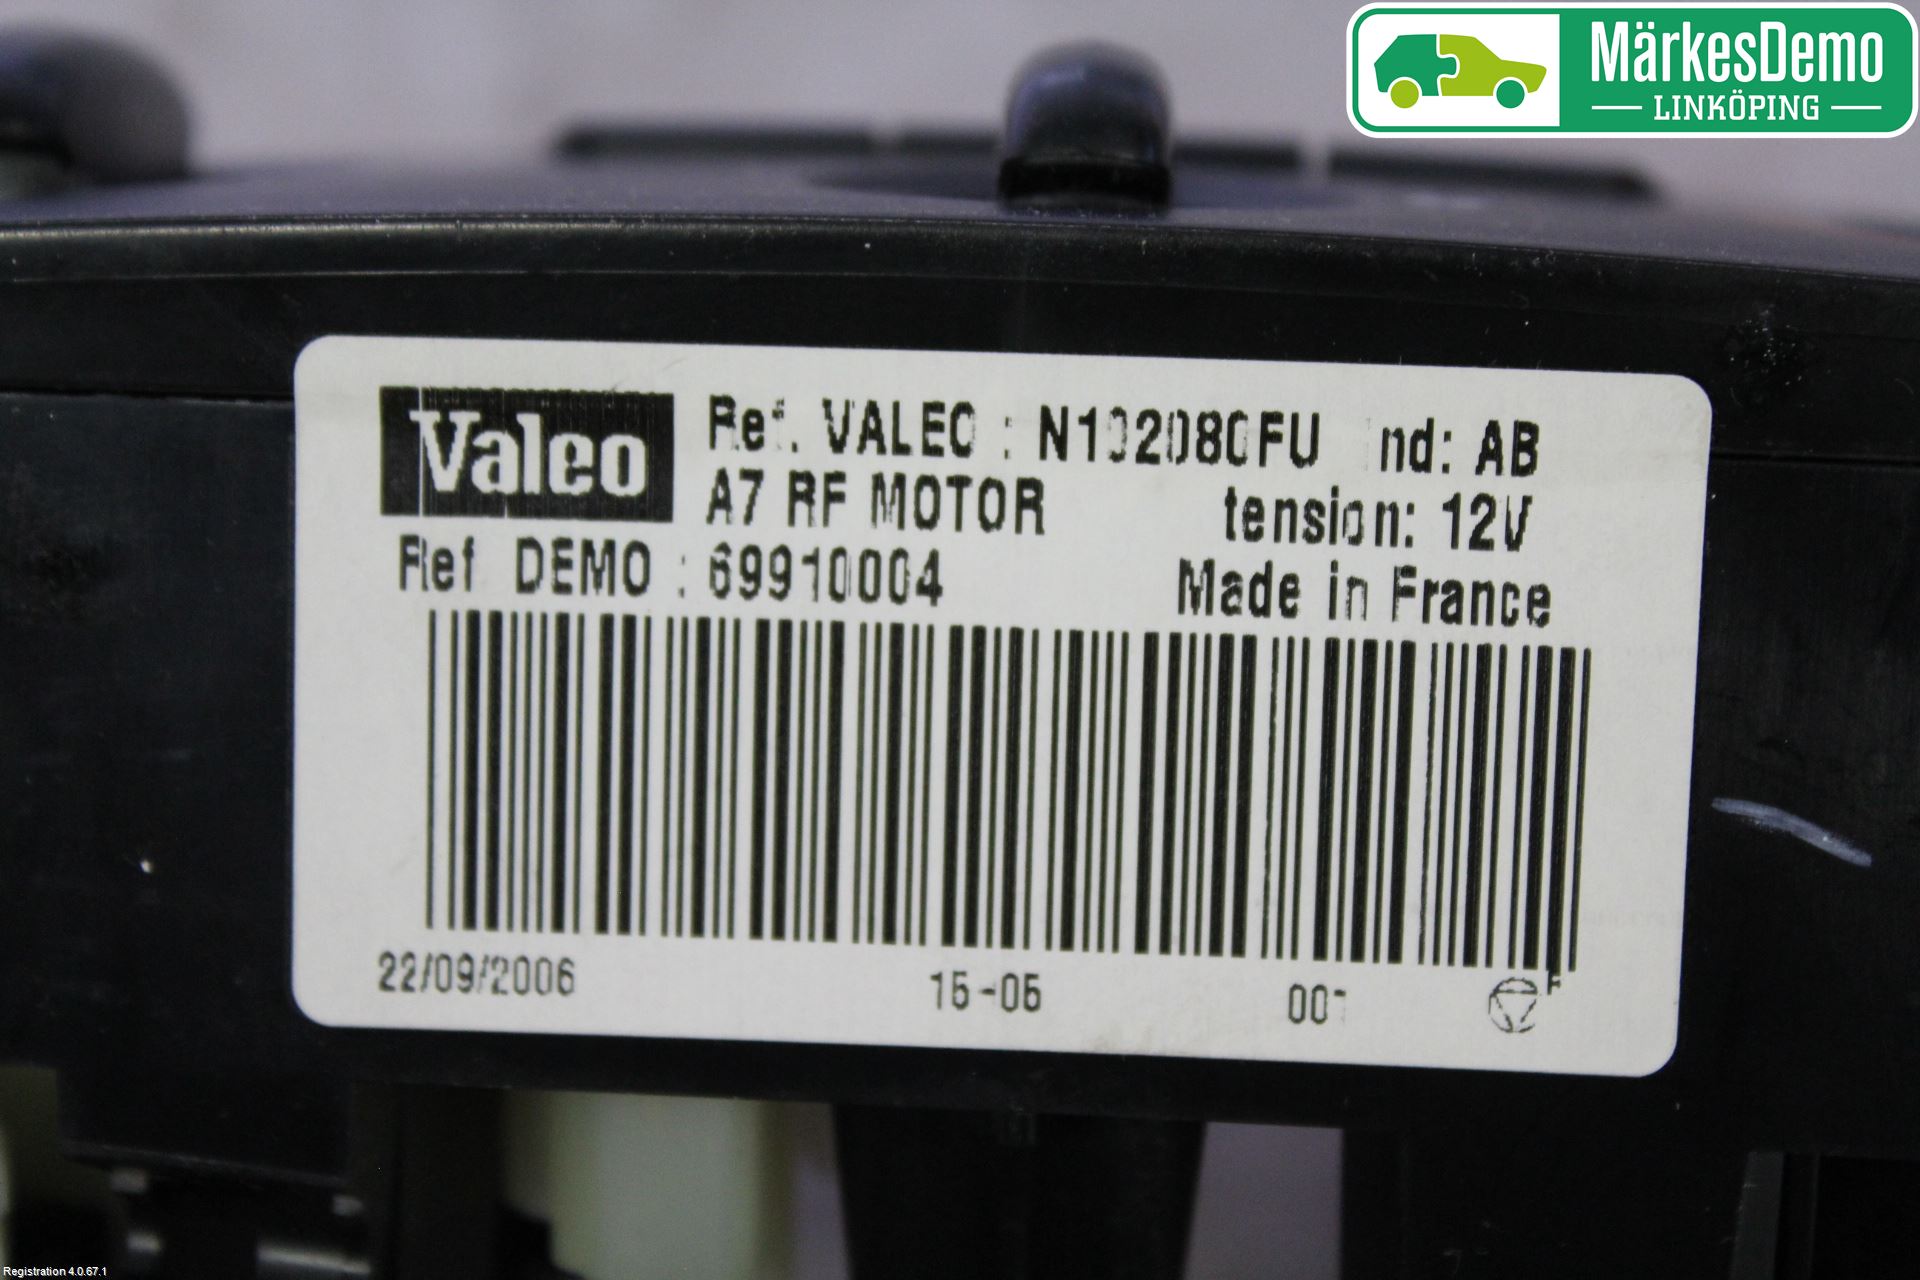 MärkesDemo
LINKÖPING
Valeo
Ref. VALEO : N102080FU Ind: AB
A7 RF MOTOR tension: 12V
Ref DEMO : 69910004 Made in France
22/09/2006 15-05 001
Registration 4.0.67.1